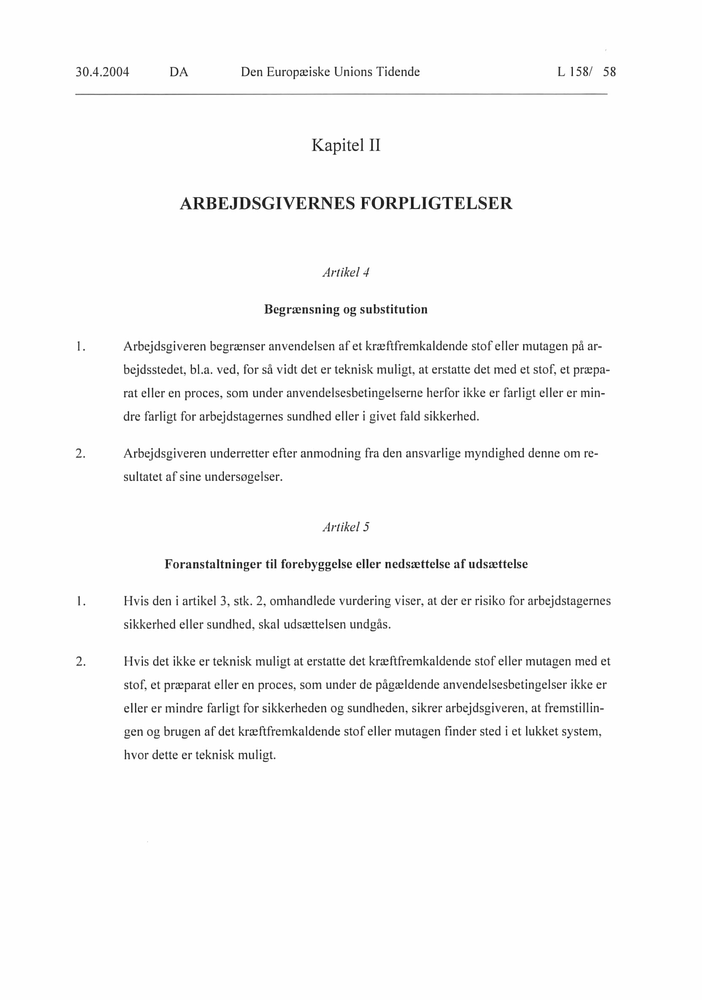 30.4.2004 DA Den Europæiske Unions Tidende L 158/ 58
Kapitel II
ARBEJDSGIVERNES FORPLIGTELSER
Artikel 4
Begrænsning og substitution
1. Arbejdsgiveren begrænser anvendelsen af et kræftfremkaldende stof eller mutagen på ar-
bejdsstedet, bl.a. ved, for så vidt det er teknisk muligt, at erstatte det med et stof, et præpa-
rat eller en proces, som under anvendelsesbetingelserne herfor ikke er farligt eller er min-
dre farligt for arbejdstagernes sundhed eller i givet fald sikkerhed.
2. Arbejdsgiveren underretter efter anmodning fra den ansvarlige myndighed denne om re-
sultatet af sine undersøgelser.
Artikel 5
Foranstaltninger til forebyggelse eller nedsættelse af udsættelse
1. Hvis den i artikel 3, stk. 2, omhandlede vurdering viser, at der er risiko for arbejdstagernes
sikkerhed eller sundhed, skal udsættelsen undgås.
2. Hvis det ikke er teknisk muligt at erstatte det kræftfremkaldende stof eller mutagen med et
stof, et præparat eller en proces, som under de pågældende anvendelsesbetingelser ikke er
eller er mindre farligt for sikkerheden og sundheden, sikrer arbejdsgiveren, at fremstillin-
gen og brugen af det kræftfremkaldende stof eller mutagen finder sted i et lukket system,
hvor dette er teknisk muligt.